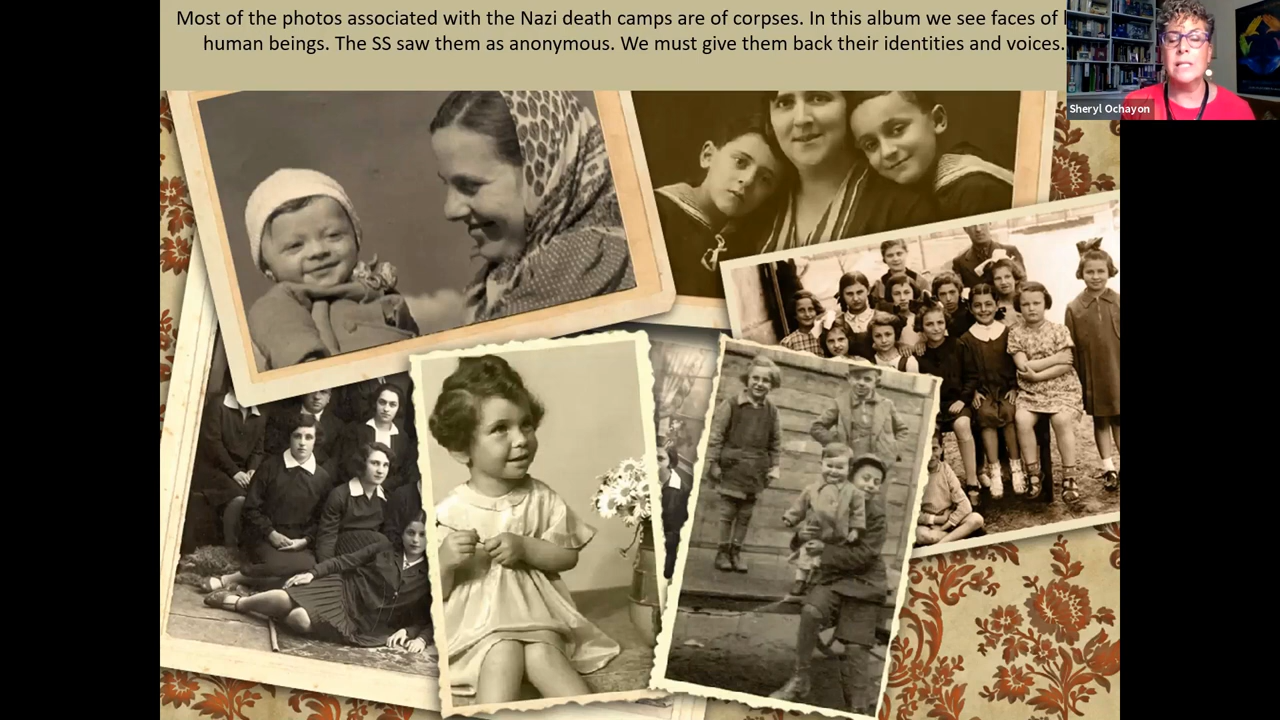 Most of the photos associated with the Nazi death camps are of corpses. In this album we see faces of
human beings. The SS saw them as anonymous. We must give them back their identities and voices.
Sheryl Ochayon